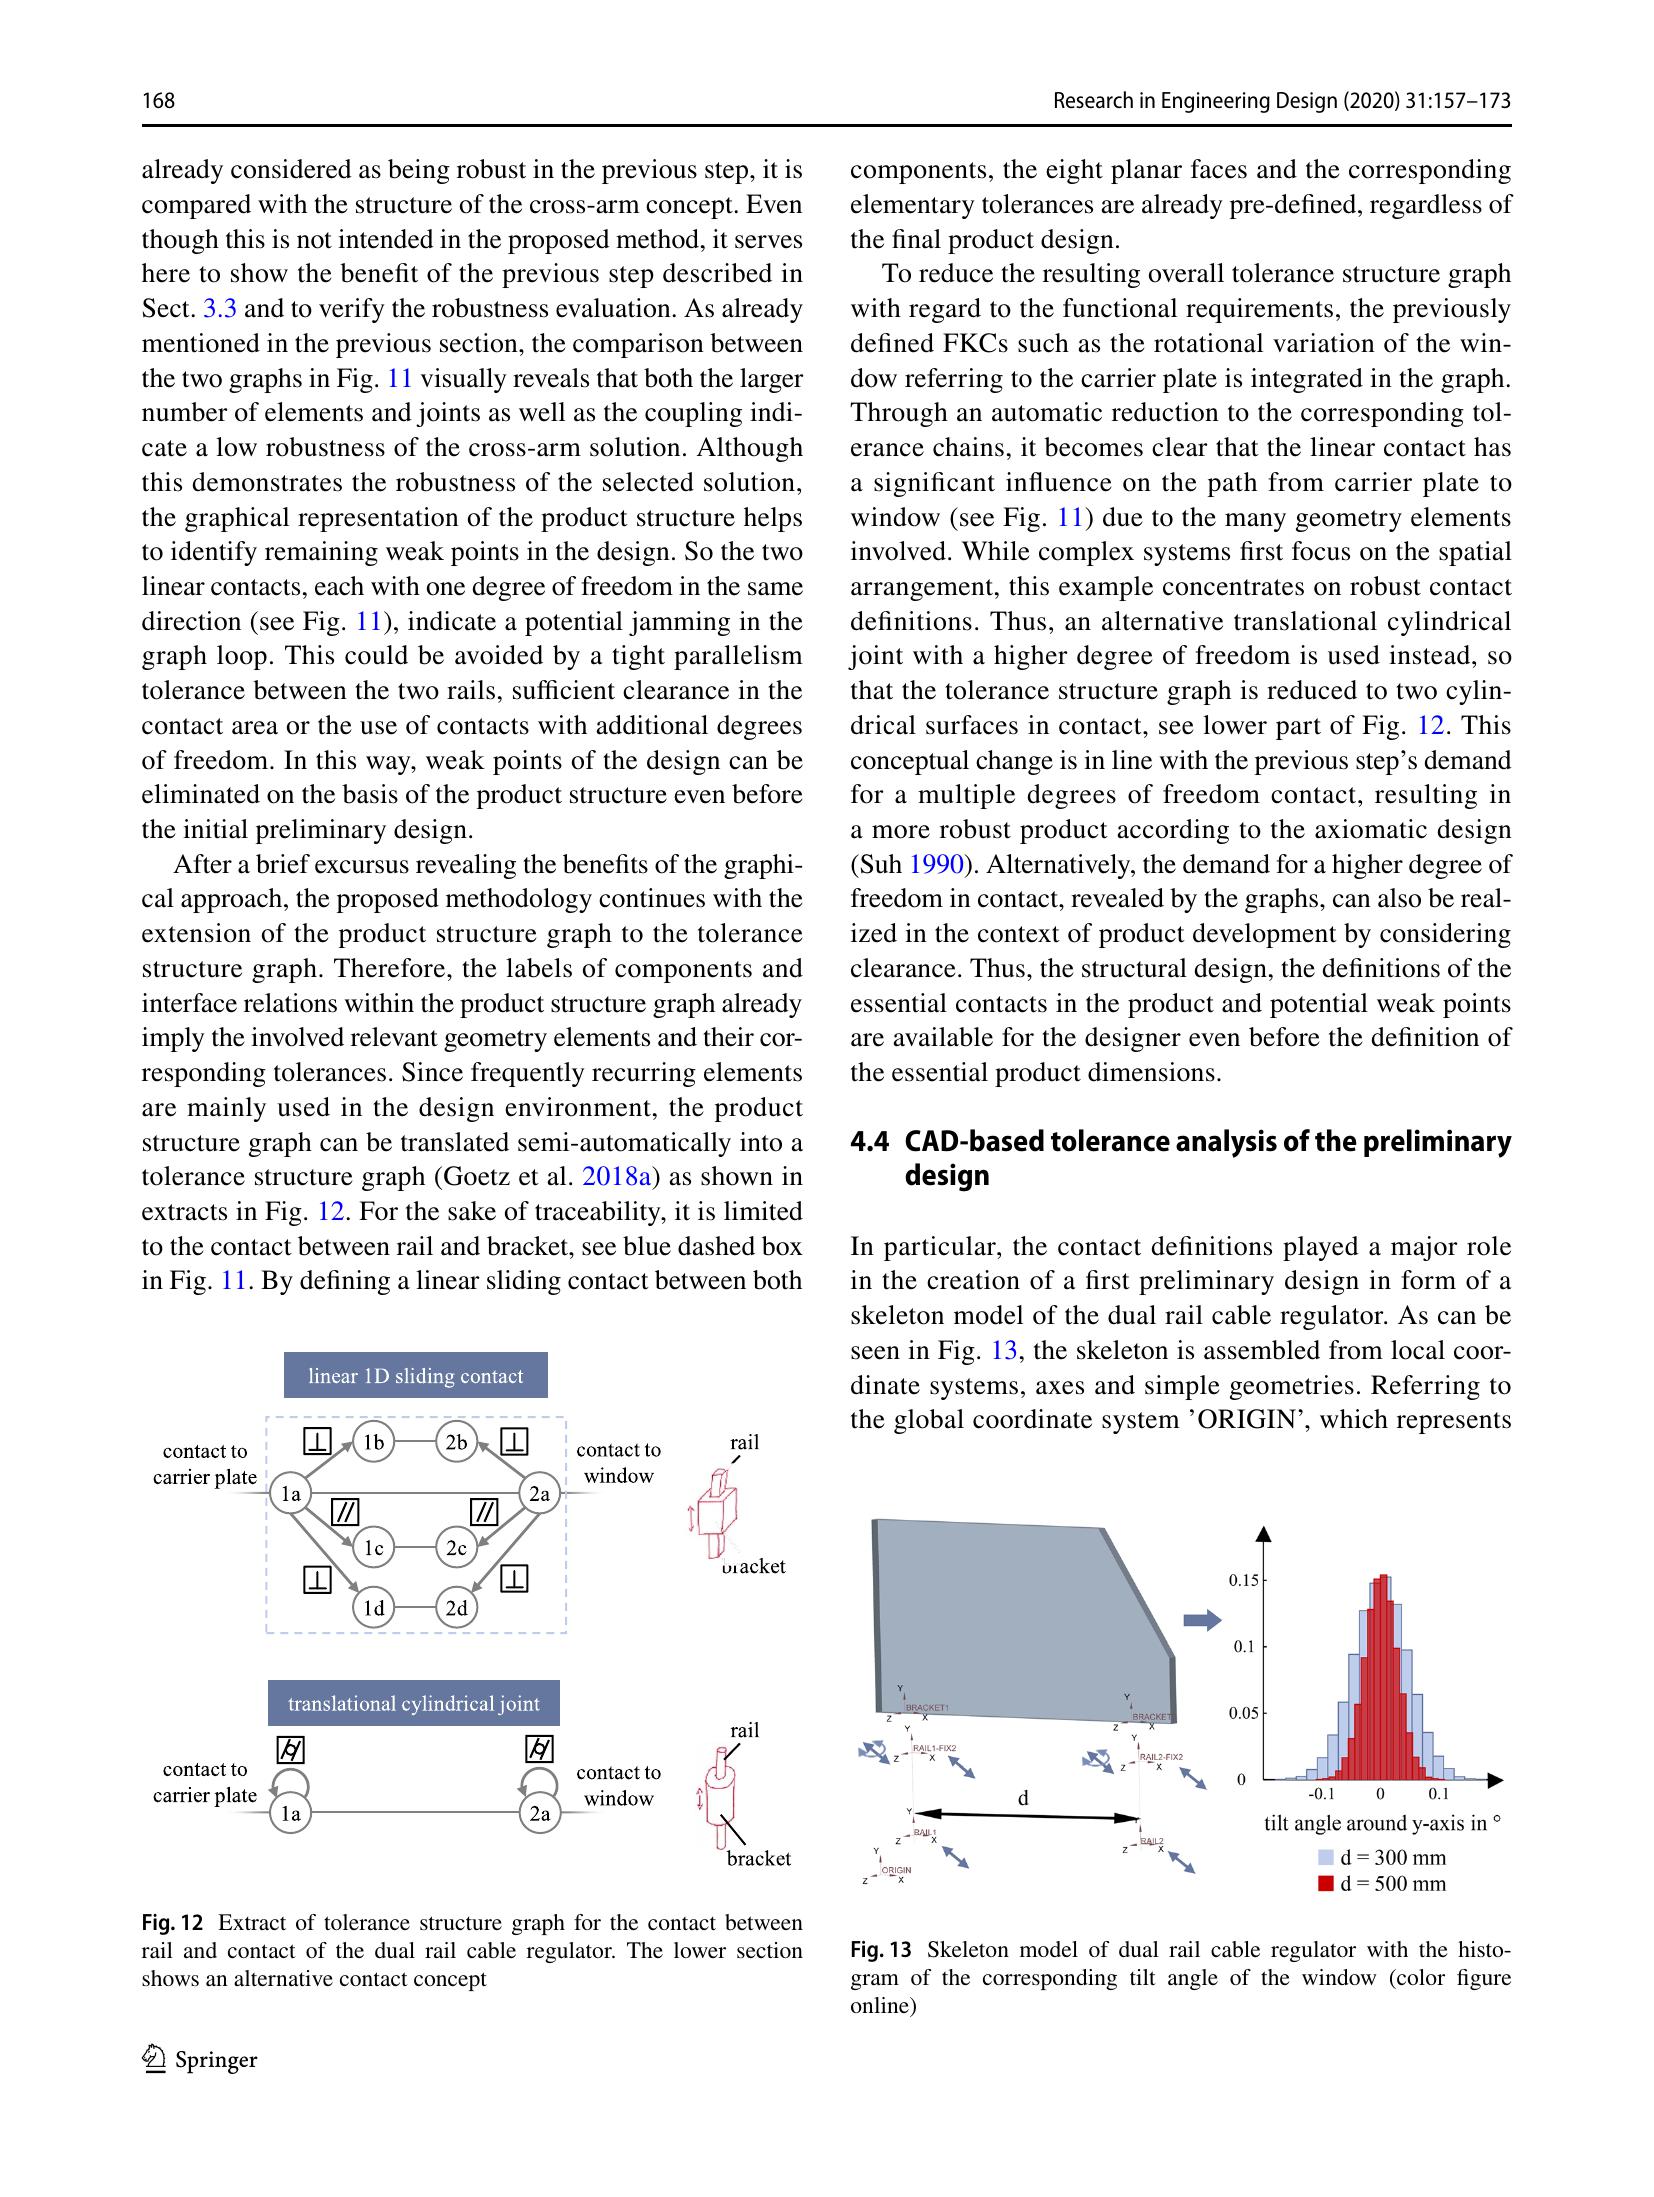 168
Research in Engineering Design (2020) 31:157–173
already considered as being robust in the previous step, it is
compared with the structure of the cross-arm concept. Even
though this is not intended in the proposed method, it serves
here to show the benefit of the previous step described in
Sect. 3.3 and to verify the robustness evaluation. As already
mentioned in the previous section, the comparison between
the two graphs in Fig. 11 visually reveals that both the larger
number of elements and joints as well as the coupling indi-
cate a low robustness of the cross-arm solution. Although
this demonstrates the robustness of the selected solution,
the graphical representation of the product structure helps
to identify remaining weak points in the design. So the two
linear contacts, each with one degree of freedom in the same
direction (see Fig. 11), indicate a potential jamming in the
graph loop. This could be avoided by a tight parallelism
tolerance between the two rails, sufficient clearance in the
contact area or the use of contacts with additional degrees
of freedom. In this way, weak points of the design can be
eliminated on the basis of the product structure even before
the initial preliminary design.
After a brief excursus revealing the benefits of the graphi-
cal approach, the proposed methodology continues with the
extension of the product structure graph to the tolerance
structure graph. Therefore, the labels of components and
interface relations within the product structure graph already
imply the involved relevant geometry elements and their cor-
responding tolerances. Since frequently recurring elements
are mainly used in the design environment, the product
structure graph can be translated semi-automatically into a
tolerance structure graph (Goetz et al. 2018a) as shown in
extracts in Fig. 12. For the sake of traceability, it is limited
to the contact between rail and bracket, see blue dashed box
in Fig. 11. By defining a linear sliding contact between both
linear 1D sliding contact
contact to
carrier plate
1a
1b
2b
2a
1c
2c
1d
2d
contact to
window
rail
bracket
translational cylindrical joint
contact to
carrier plate
1a
2a
contact to
window
rail
bracket
Fig. 12 Extract of tolerance structure graph for the contact between
rail and contact of the dual rail cable regulator. The lower section
shows an alternative contact concept
components, the eight planar faces and the corresponding
elementary tolerances are already pre-defined, regardless of
the final product design.
To reduce the resulting overall tolerance structure graph
with regard to the functional requirements, the previously
defined FKCs such as the rotational variation of the win-
dow referring to the carrier plate is integrated in the graph.
Through an automatic reduction to the corresponding tol-
erance chains, it becomes clear that the linear contact has
a significant influence on the path from carrier plate to
window (see Fig. 11) due to the many geometry elements
involved. While complex systems first focus on the spatial
arrangement, this example concentrates on robust contact
definitions. Thus, an alternative translational cylindrical
joint with a higher degree of freedom is used instead, so
that the tolerance structure graph is reduced to two cylin-
drical surfaces in contact, see lower part of Fig. 12. This
conceptual change is in line with the previous step's demand
for a multiple degrees of freedom contact, resulting in
a more robust product according to the axiomatic design
(Suh 1990). Alternatively, the demand for a higher degree of
freedom in contact, revealed by the graphs, can also be real-
ized in the context of product development by considering
clearance. Thus, the structural design, the definitions of the
essential contacts in the product and potential weak points
are available for the designer even before the definition of
the essential product dimensions.
4.4 CAD-based tolerance analysis of the preliminary
design
In particular, the contact definitions played a major role
in the creation of a first preliminary design in form of a
skeleton model of the dual rail cable regulator. As can be
seen in Fig. 13, the skeleton is assembled from local coor-
dinate systems, axes and simple geometries. Referring to
the global coordinate system 'ORIGIN', which represents
Y
BRACKET1
Z X
Y
RAIL1-FIX2
Z X
Y
BRACKET
Z X
Y
RAIL2-FIX2
Z X
d
Y
RAIL1
Z X
Y
RAIL2
Z X
Y
ORIGIN
Z X
0.15
0.1
0.05
0
-0.1 0 0.1
tilt angle around y-axis in °
d = 300 mm
d = 500 mm
Fig. 13 Skeleton model of dual rail cable regulator with the histo-
gram of the corresponding tilt angle of the window (color figure
online)
Springer